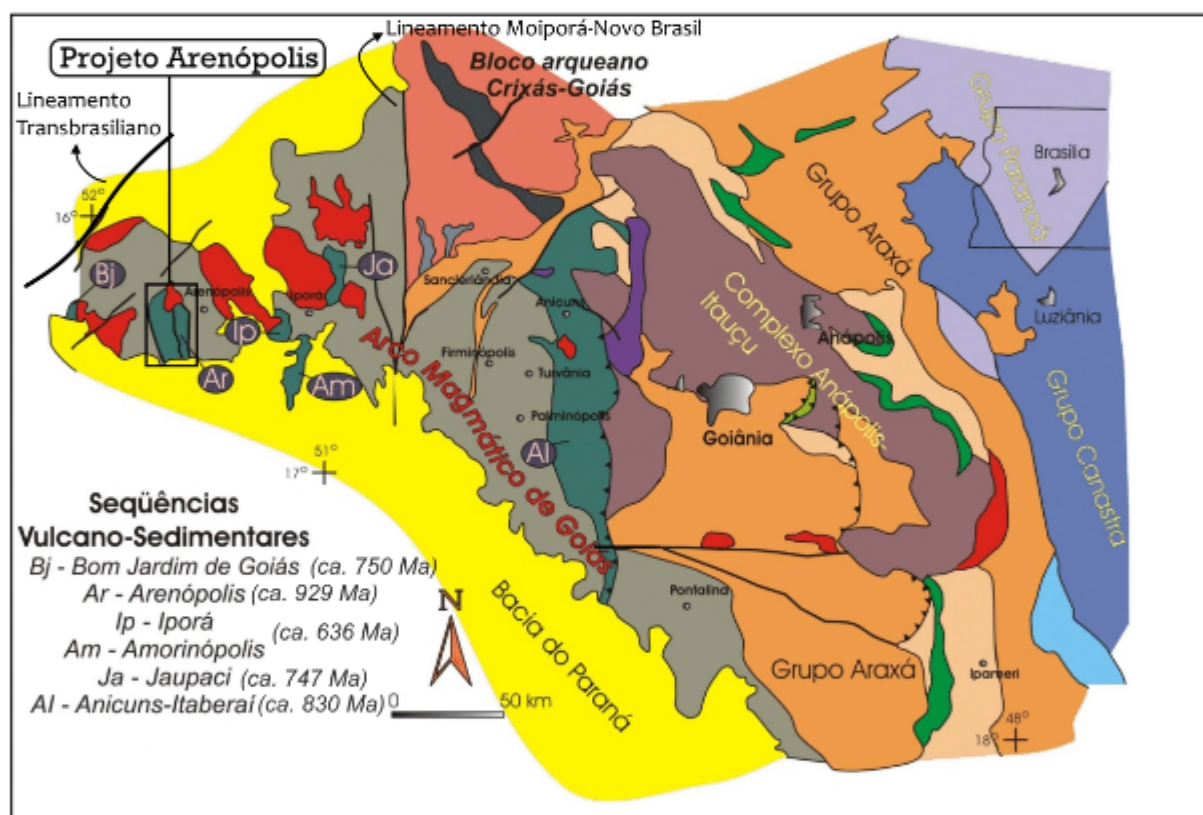 Lineamento Moiporá-Novo Brasil
Projeto Arenópolis
Bloco arqueano
Crixás-Goiás
Lineamento
Transbrasiliano
Grupo Paranoá
Brasília
52°
16°
Grupo Araxá
Bj
Ja
Sanclerlândia
Arenópolis
Iporá
Anicuns
Luziânia
Complexo Anápolis-
Itauçu
Anápolis
Ip
Arco Magmático de Goiás
Firminópolis
Turvânia
Ar
Am
Palminópolis
Goiânia
AI
Grupo Canastra
51°
17°
Seqüências
Vulcano-Sedimentares
Bj - Bom Jardim de Goiás (ca. 750 Ma)
Ar - Arenópolis (ca. 929 Ma)
Ip - Iporá
(ca. 636 Ma)
Am - Amorinópolis
Ja - Jaupaci (ca. 747 Ma)
AI - Anicuns-Itaberaí (ca. 830 Ma)
N
0
50 km
Bacia do Paraná
Pontalina
Grupo Araxá
Ipameri
48°
18°